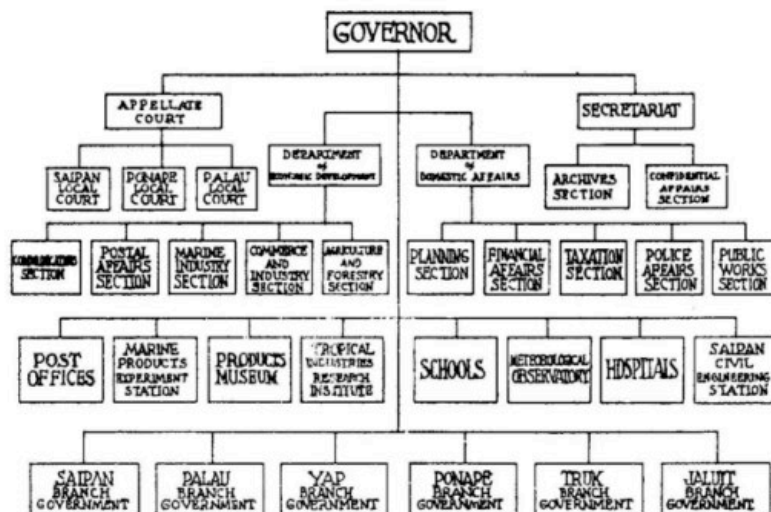 GOVERNOR
APPELLATE
COURT
SECRETARIAT
SAIPAN
LOCAL
COURT
PONAPE
LOCAL
COURT
PALAU
LOCAL
COURT
DEPARTMENT
of
ECONOMIC DEVELOPMENT
DEPARTMENT
of
DOMESTIC AFFAIRS
ARCHIVES
SECTION
CONFIDENTIAL
AFFAIRS
SECTION
COMMUNICATIONS
SECTION
POSTAL
AFFAIRS
SECTION
MARINE
INDUSTRY
SECTION
COMMERCE
AND
INDUSTRY
SECTION
AGRICULTURE
AND
FORESTRY
SECTION
PLANNING
SECTION
FINANCIAL
AFFAIRS
SECTION
TAXATION
SECTION
POLICE
AFFAIRS
SECTION
PUBLIC
WORKS
SECTION
POST
OFFICES
MARINE
PRODUCTS
EXPERIMENT
STATION
PRODUCTS
MUSEUM
TROPICAL
INDUSTRIES
RESEARCH
INSTITUTE
SCHOOLS
METEOROLOGICAL
OBSERVATORY
HOSPITALS
SAIPAN
CIVIL
ENGINEERING
STATION
SAIPAN
BRANCH
GOVERNMENT
PALAU
BRANCH
GOVERNMENT
YAP
BRANCH
GOVERNMENT
PONAPE
BRANCH
GOVERNMENT
TRUK
BRANCH
GOVERNMENT
JALUIT
BRANCH
GOVERNMENT